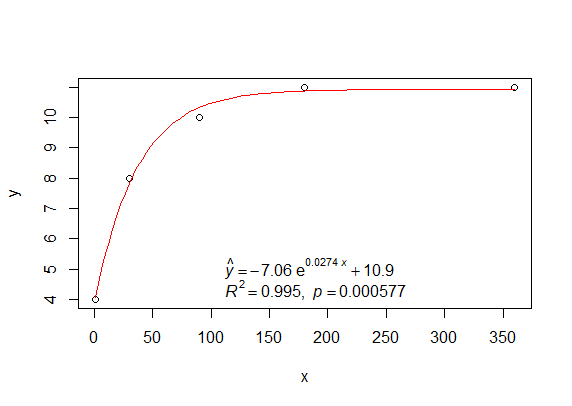 10
9
8
7
6
5
4
y
ŷ = −7.06 e^0.0274 x + 10.9
R² = 0.995, p = 0.000577
0 50 100 150 200 250 300 350
x